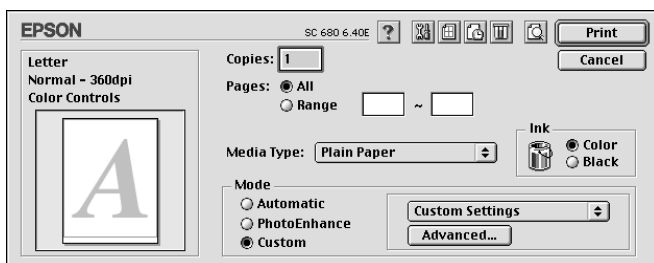 EPSON
SC 680 6.40E ?
Print
Cancel
Letter
Normal - 360dpi
Color Controls
A
Copies: 1
Pages: All
Range ~
Media Type: Plain Paper
Ink
Color
Black
Mode
Automatic
PhotoEnhance
Custom
Custom Settings
Advanced...